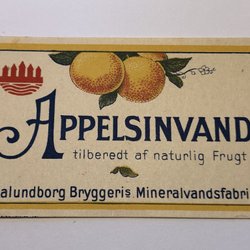 APPELSINVAND
tilberedt af naturlig Frugt
alundborg Bryggeris Mineralvandsfabri